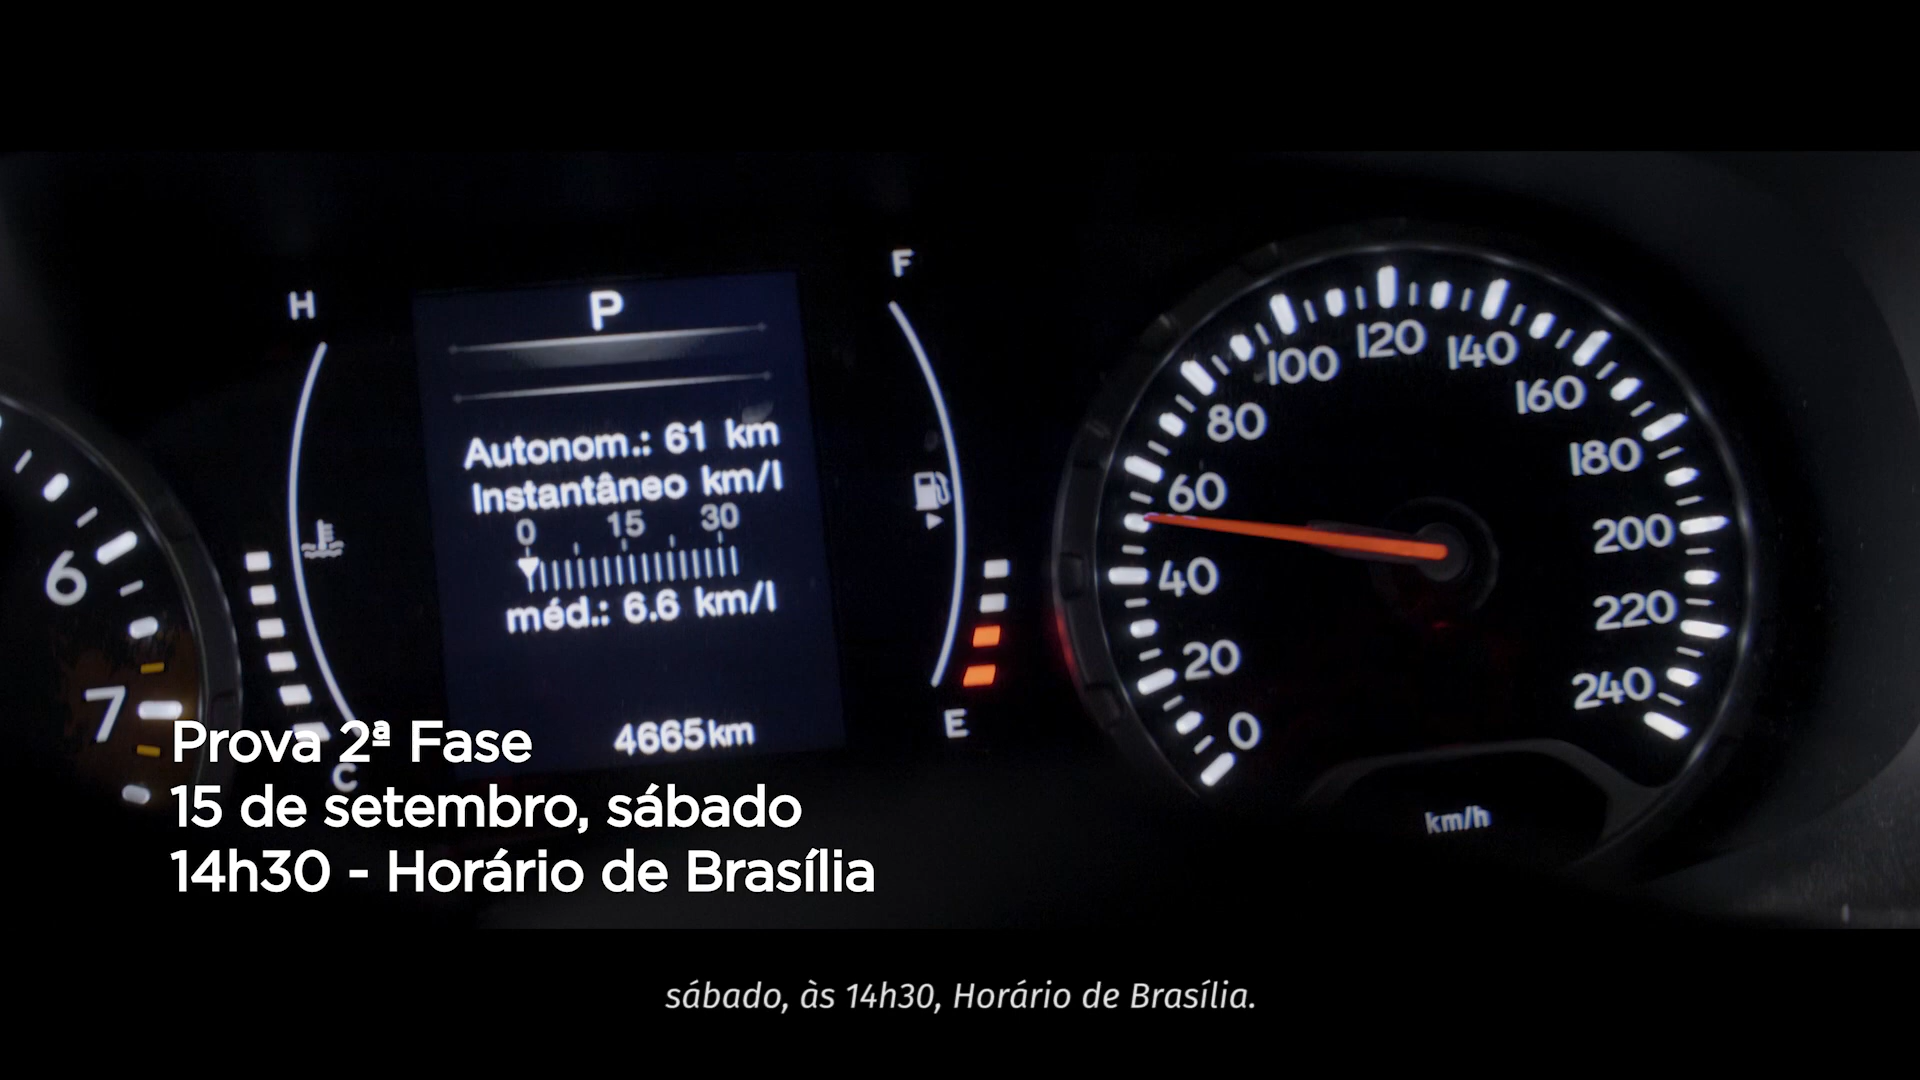 H
F
P
Autonom.: 61 km
Instantâneo km/l
0 15 30
méd.: 6.6 km/l
4665km
6
7
C
E
0
20
40
60
80
100
120
140
160
180
200
220
240
km/h
Prova 2ª Fase
15 de setembro, sábado
14h30 - Horário de Brasília
sábado, às 14h30, Horário de Brasília.